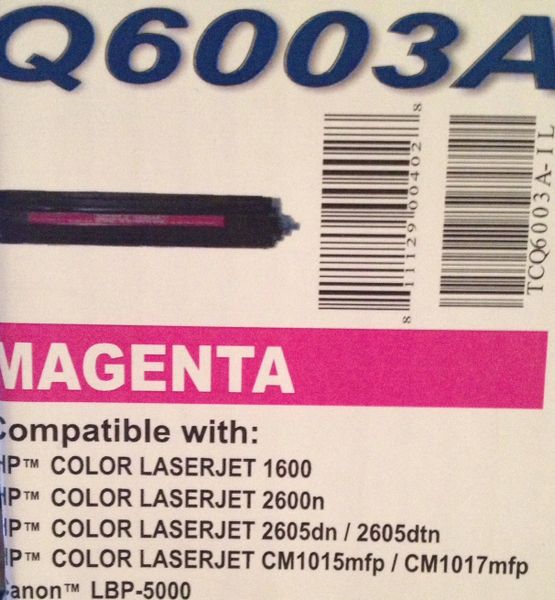 Q6003A
8 11129 00402 8
TCQ6003A-IL
MAGENTA
Compatible with:
HP™ COLOR LASERJET 1600
HP™ COLOR LASERJET 2600n
HP™ COLOR LASERJET 2605dn / 2605dtn
HP™ COLOR LASERJET CM1015mfp / CM1017mfp
Canon™ LBP-5000